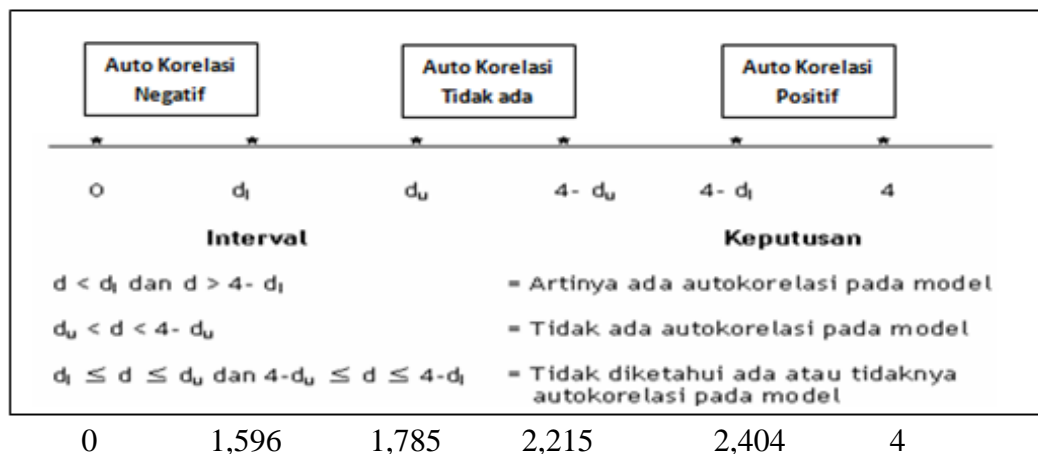 Auto Korelasi
Negatif
Auto Korelasi
Tidak ada
Auto Korelasi
Positif
* * * * * *
0 dₗ dᵤ 4- dᵤ 4- dₗ 4
Interval Keputusan
d < dₗ dan d > 4- dₗ = Artinya ada autokorelasi pada model
dᵤ < d < 4- dᵤ = Tidak ada autokorelasi pada model
dₗ ≤ d ≤ dᵤ dan 4-dᵤ ≤ d ≤ 4-dₗ = Tidak diketahui ada atau tidaknya
autokorelasi pada model
0 1,596 1,785 2,215 2,404 4